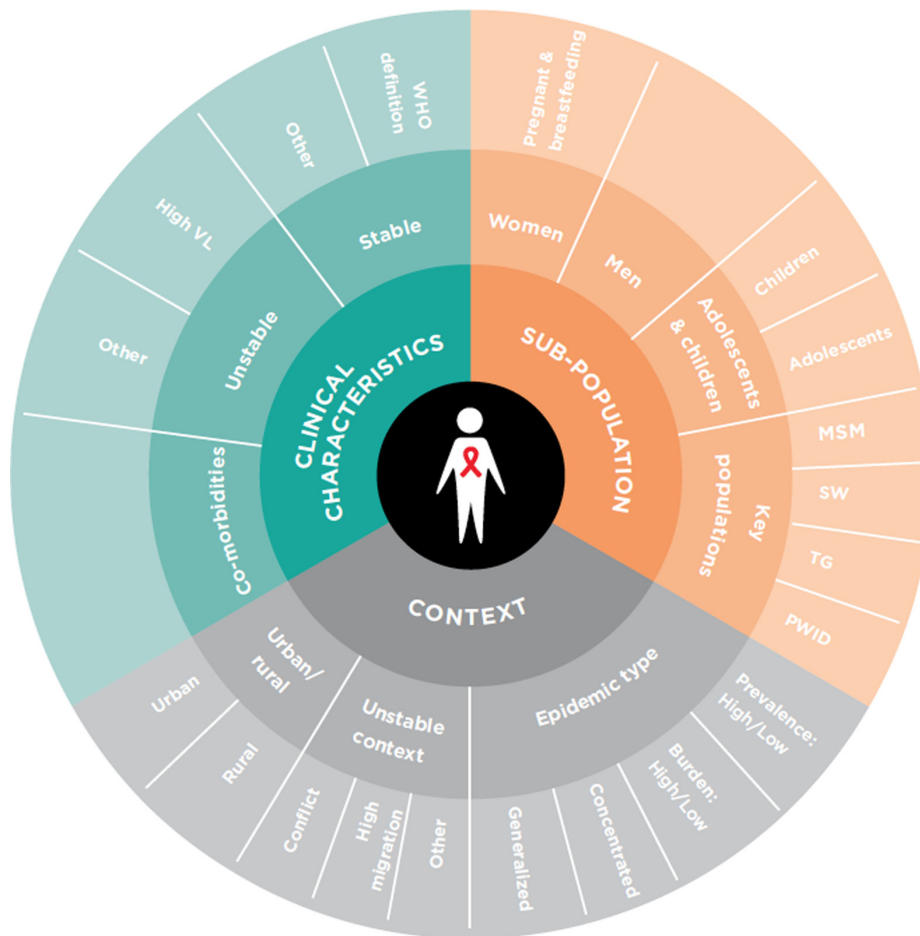 CLINICAL
CHARACTERISTICS
Stable
WHO
definition
Other
Unstable
High VL
Other
Co-morbidities
SUB-POPULATION
Women
Pregnant &
breastfeeding
Men
Adolescents
& children
Children
Adolescents
Key
populations
MSM
SW
TG
PWID
CONTEXT
Epidemic type
Prevalence:
High/Low
Burden:
High/Low
Concentrated
Generalized
Unstable
context
Other
High
migration
Conflict
Urban/
rural
Rural
Urban